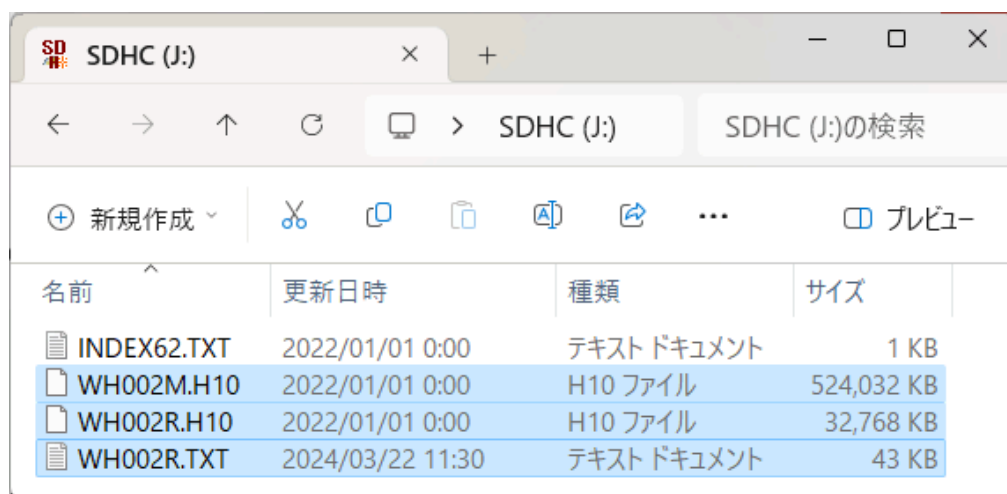 SDHC (J:)
SDHC (J:) SDHC (J:)の検索
新規作成 プレビュー
名前 更新日時 種類 サイズ
INDEX62.TXT 2022/01/01 0:00 テキスト ドキュメント 1 KB
WH002M.H10 2022/01/01 0:00 H10 ファイル 524,032 KB
WH002R.H10 2022/01/01 0:00 H10 ファイル 32,768 KB
WH002R.TXT 2024/03/22 11:30 テキスト ドキュメント 43 KB